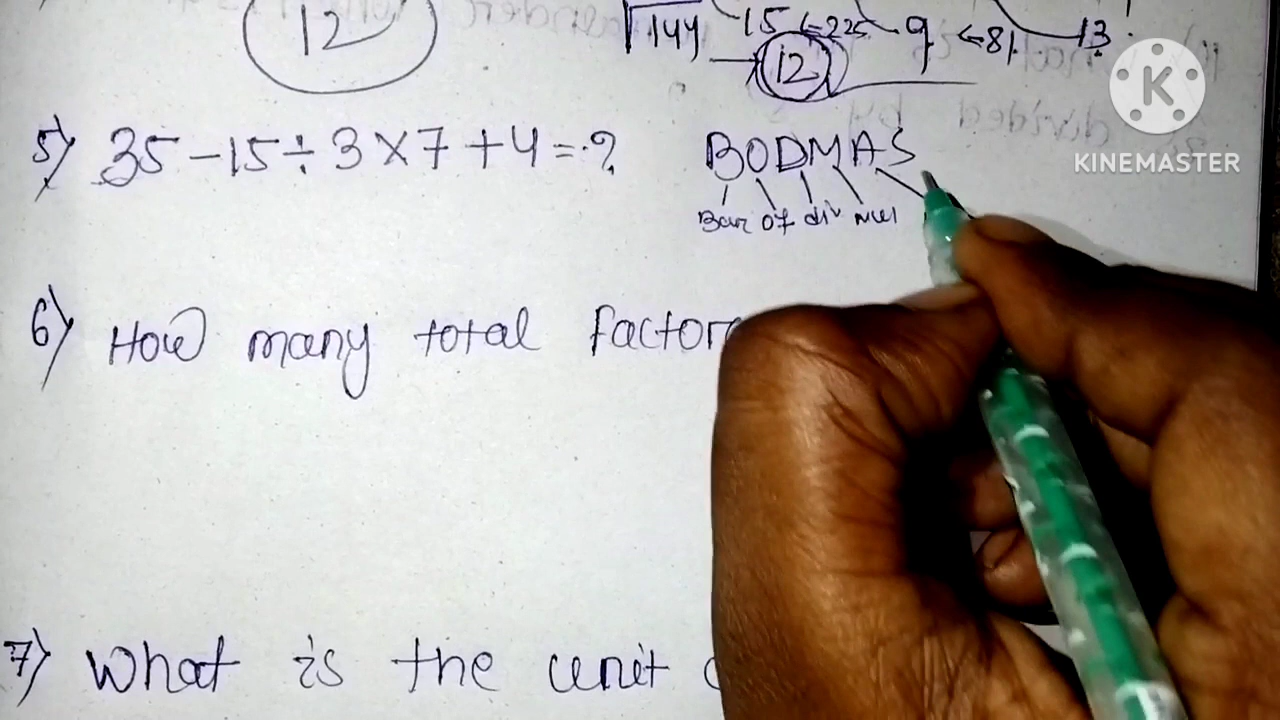 12
√144 15 ←225 9 ←81 13
→ 12
5) 35 - 15 ÷ 3 × 7 + 4 = ? BODMAS
Bar of div mul
K
KINEMASTER
6) How many total factor
7) What is the unit